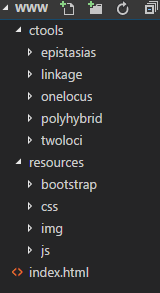 WWW
ctools
epistasias
linkage
onelocus
polyhybrid
twoloci
resources
bootstrap
css
img
js
<> index.html